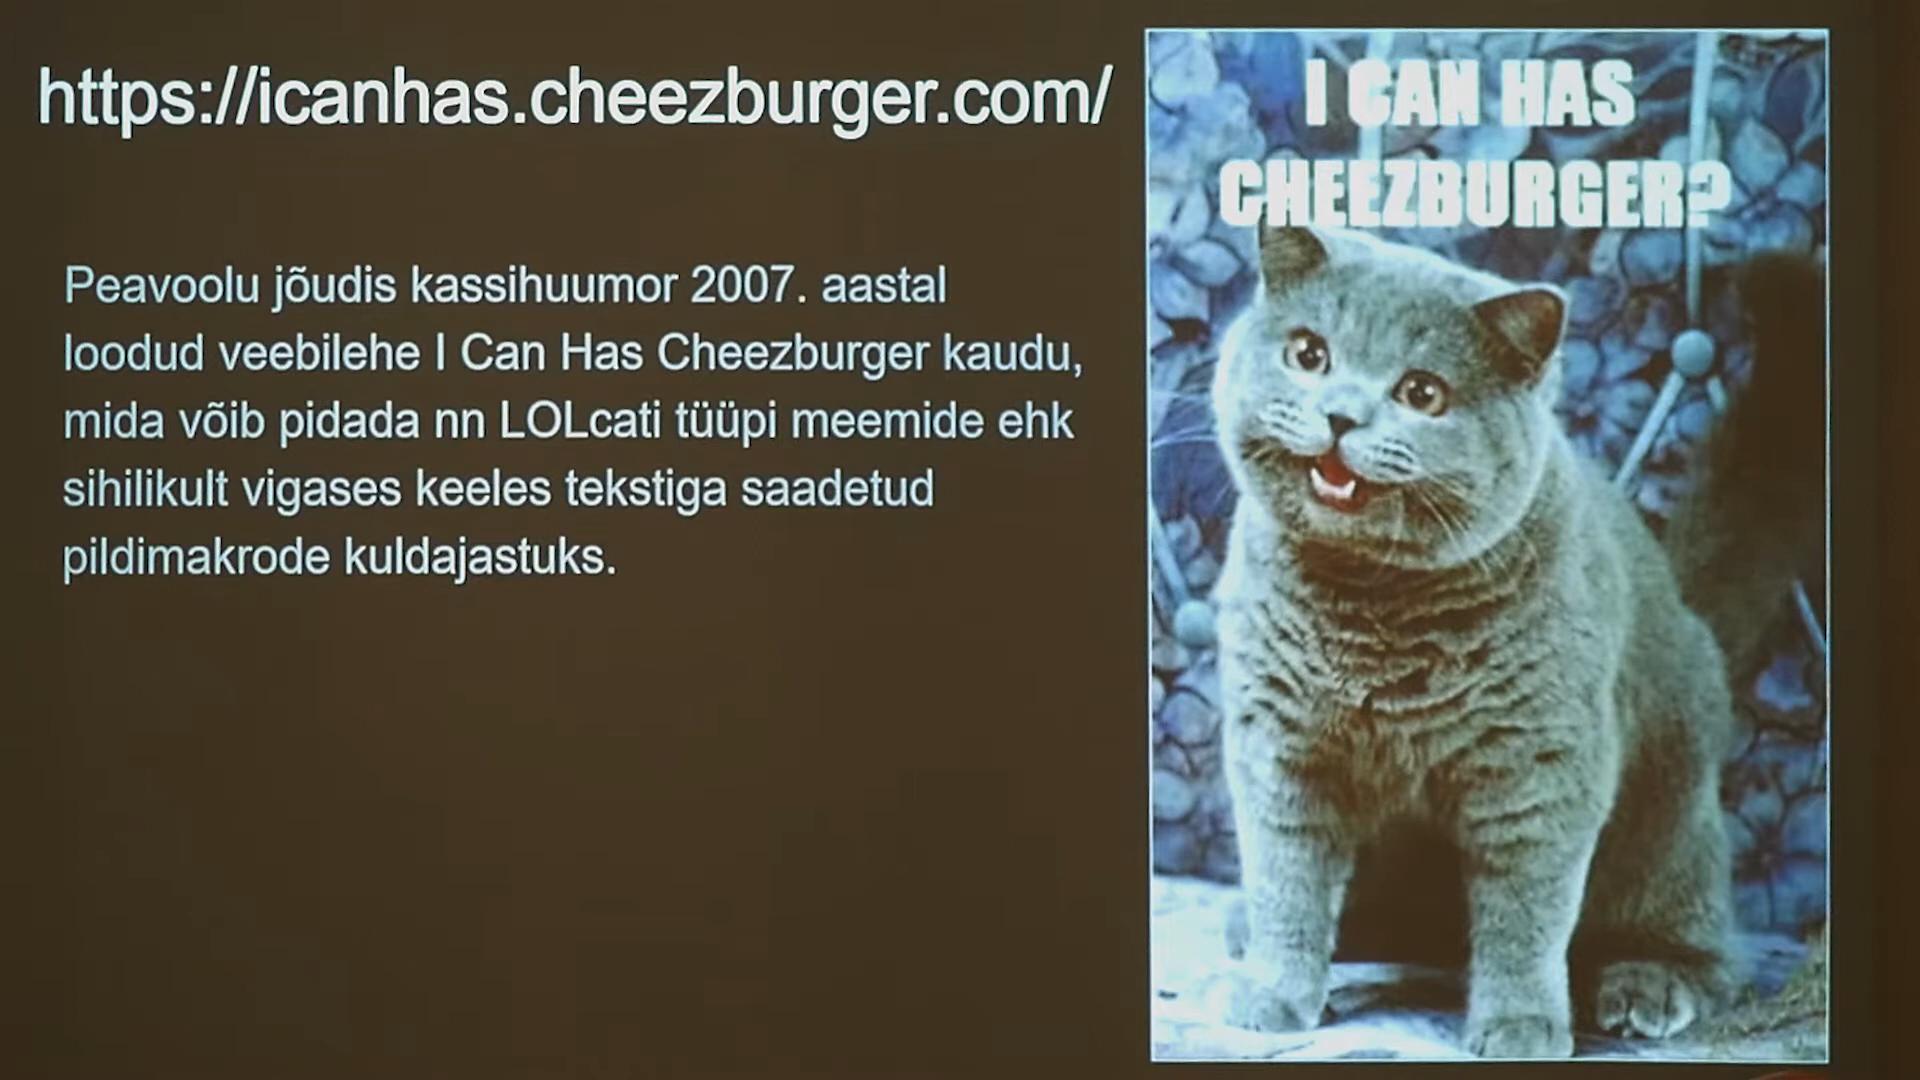 https://icanhas.cheezburger.com/
Peavoolu jõudis kassihuumor 2007. aastal
loodud veebilehe I Can Has Cheezburger kaudu,
mida võib pidada nn LOLcati tüüpi meemide ehk
sihilikult vigases keeles tekstiga saadetud
pildimakrode kuldajastuks.
I CAN HAS
CHEEZBURGER?